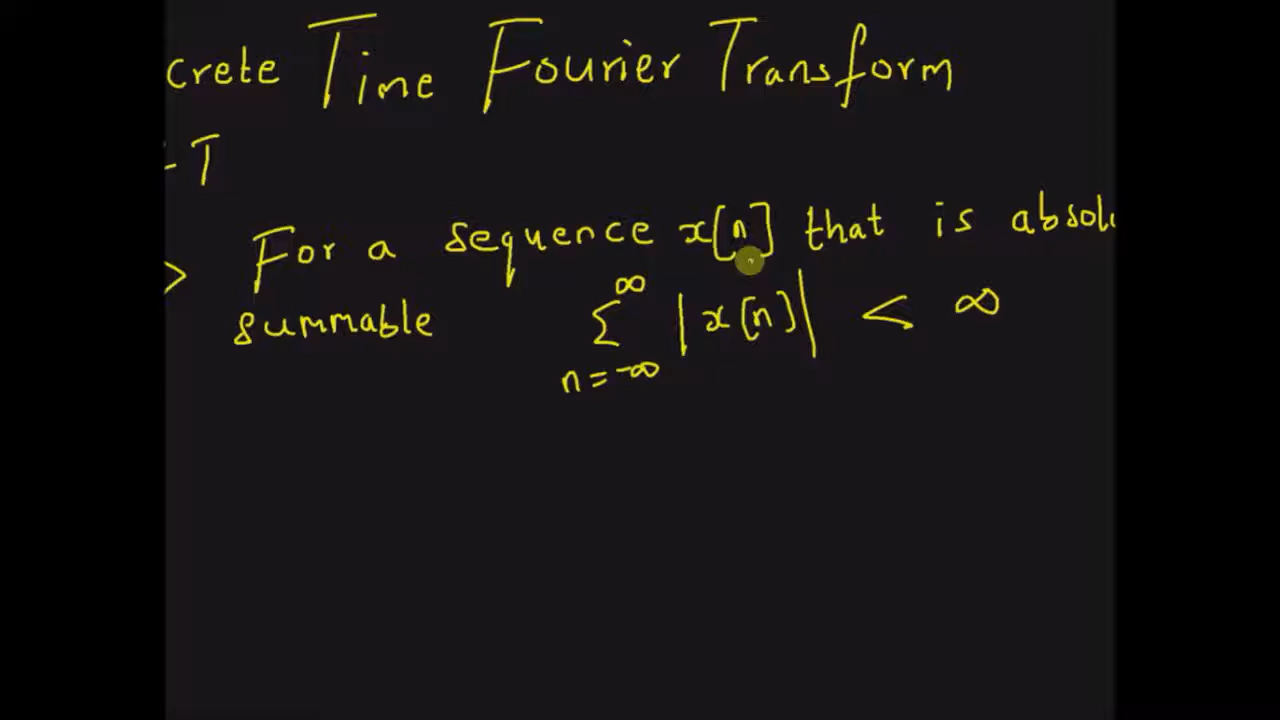 crete Time Fourier Transform
-T
> For a sequence x[n] that is absol
summable ∑ |x[n]| < ∞
∞
n=-∞